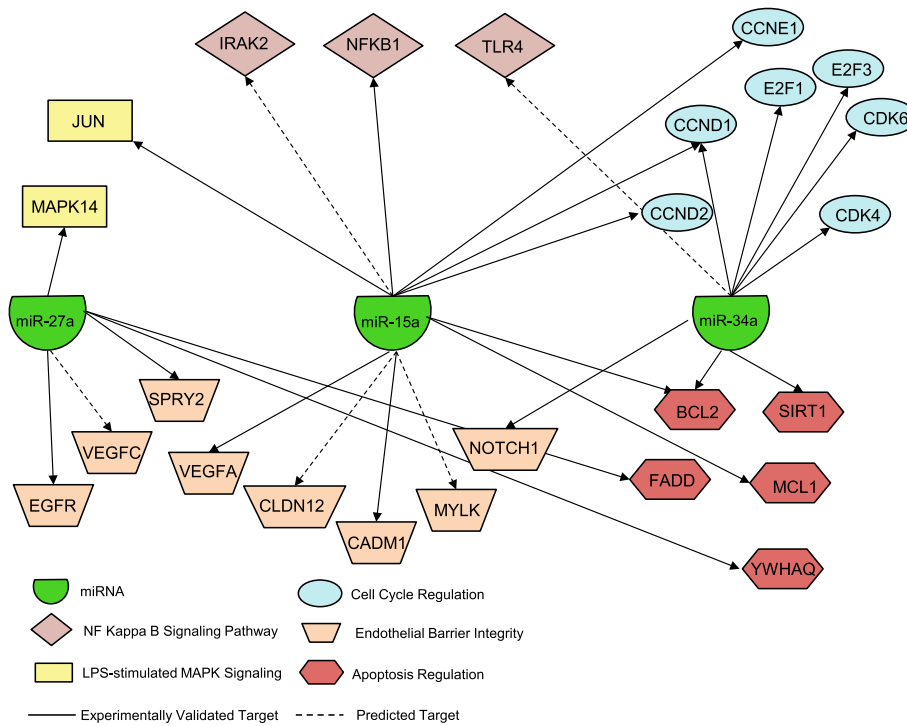 CCNE1
IRAK2
NFKB1
TLR4
E2F3
E2F1
JUN
CCND1
CDK6
MAPK14
CCND2
CDK4
miR-27a
miR-15a
miR-34a
SPRY2
BCL2
SIRT1
VEGFC
NOTCH1
VEGFA
FADD
MCL1
EGFR
CLDN12
MYLK
CADM1
YWHAQ
miRNA
Cell Cycle Regulation
NF Kappa B Signaling Pathway
Endothelial Barrier Integrity
LPS-stimulated MAPK Signaling
Apoptosis Regulation
Experimentally Validated Target
Predicted Target